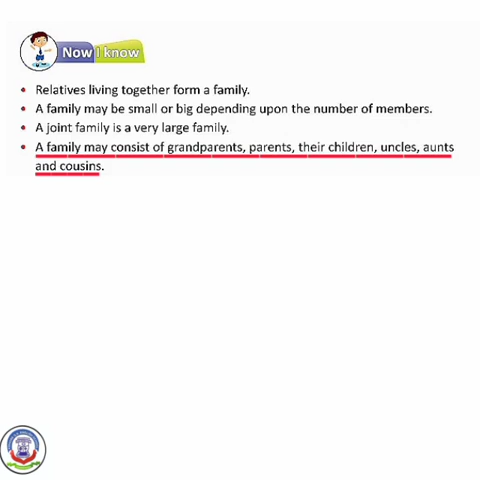 Now I know
• Relatives living together form a family.
• A family may be small or big depending upon the number of members.
• A joint family is a very large family.
• A family may consist of grandparents, parents, their children, uncles, aunts
and cousins.